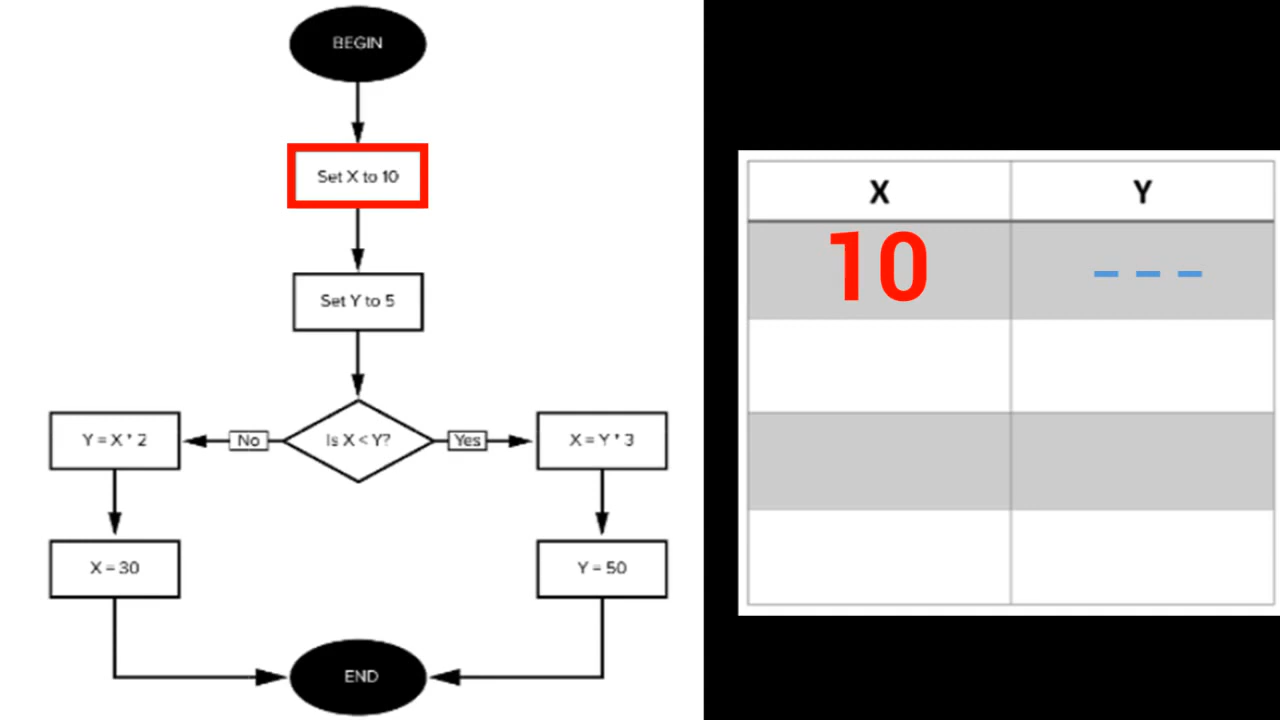 BEGIN
Set X to 10
Set Y to 5
Is X < Y?
No
Yes
Y = X * 2
X = Y * 3
X = 30
Y = 50
END
X Y
10 – – –